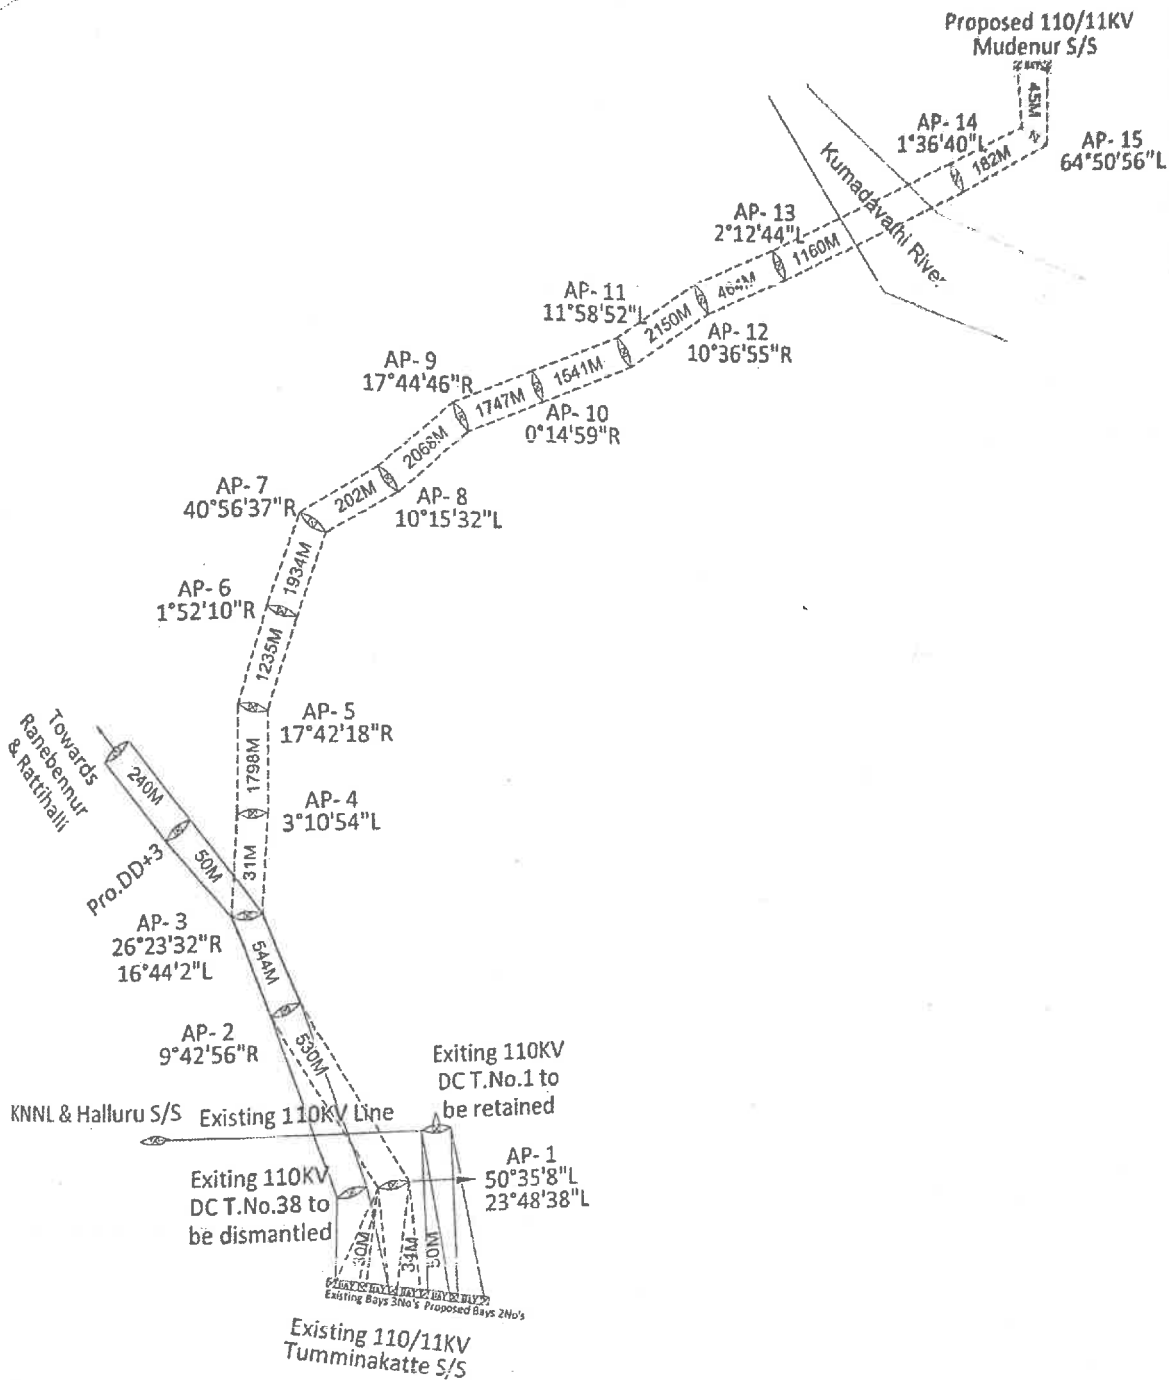 Proposed 110/11KV
Mudenur S/S
45M
AP- 14
1°36'40"L
182M
AP- 15
64°50'56"L
Kumadavathi River
AP- 13
2°12'44"L
1160M
AP- 11
11°58'52"L
464M
2150M
AP- 12
10°36'55"R
AP- 9
17°44'46"R
1541M
1747M
AP- 10
0°14'59"R
2068M
AP- 7
40°56'37"R
202M
AP- 8
10°15'32"L
1934M
AP- 6
1°52'10"R
1235M
AP- 5
17°42'18"R
Towards
Ranebennur
& Rattihalli
240M
1798M
AP- 4
3°10'54"L
Pro.DD+3
50M
31M
AP- 3
26°23'32"R
16°44'2"L
544M
AP- 2
9°42'56"R
530M
Exiting 110KV
DC T.No.1 to
be retained
KNNL & Halluru S/S
Existing 110KV Line
AP- 1
50°35'8"L
23°48'38"L
Exiting 110KV
DC T.No.38 to
be dismantled
34M
BAY BAY BAY BAY BAY
Existing Bays 3No's Proposed Bays 2No's
Existing 110/11KV
Tumminakatte S/S